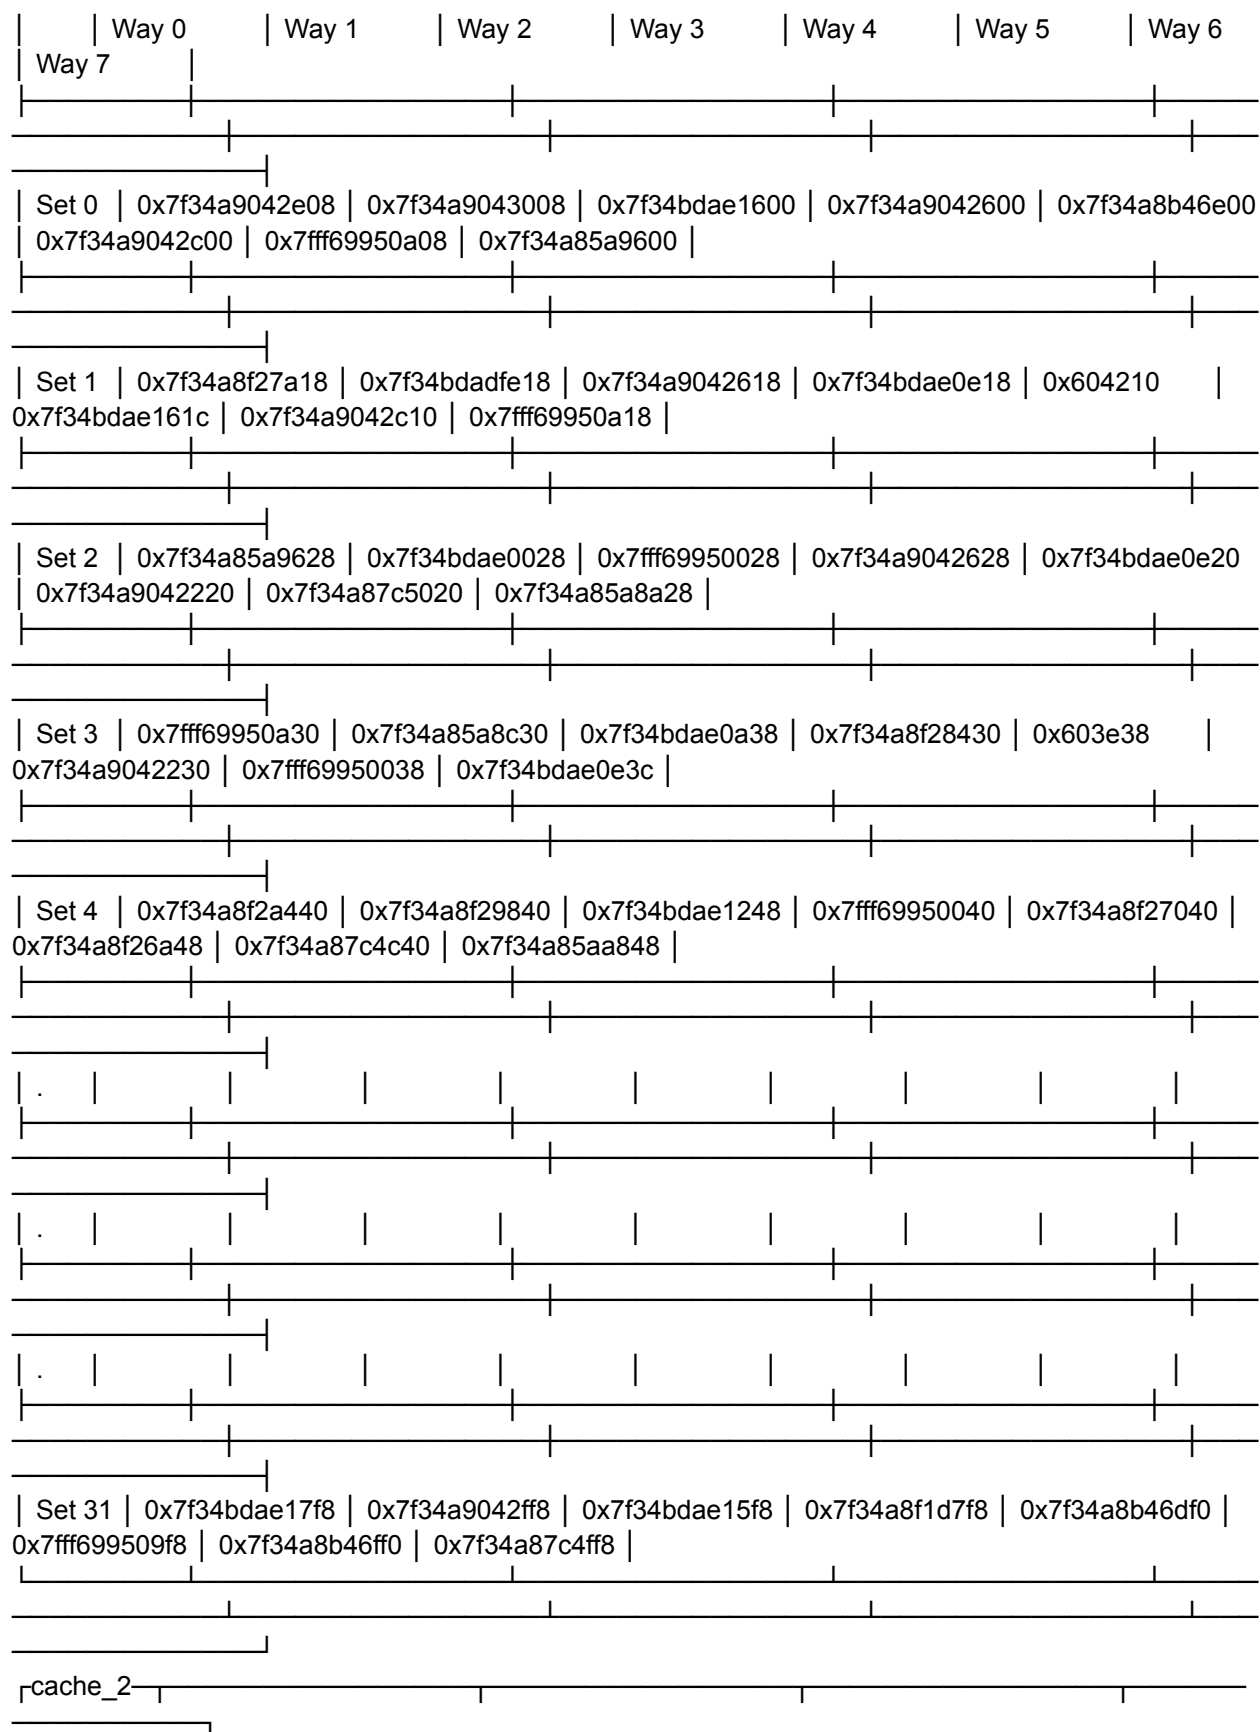 │ │ Way 0 │ Way 1 │ Way 2 │ Way 3 │ Way 4 │ Way 5 │ Way 6
│ Way 7 │
│ Set 0 │ 0x7f34a9042e08 │ 0x7f34a9043008 │ 0x7f34bdae1600 │ 0x7f34a9042600 │ 0x7f34a8b46e00
│ 0x7f34a9042c00 │ 0x7fff69950a08 │ 0x7f34a85a9600 │
│ Set 1 │ 0x7f34a8f27a18 │ 0x7f34bdadfe18 │ 0x7f34a9042618 │ 0x7f34bdae0e18 │ 0x604210 │
0x7f34bdae161c │ 0x7f34a9042c10 │ 0x7fff69950a18 │
│ Set 2 │ 0x7f34a85a9628 │ 0x7f34bdae0028 │ 0x7fff69950028 │ 0x7f34a9042628 │ 0x7f34bdae0e20
│ 0x7f34a9042220 │ 0x7f34a87c5020 │ 0x7f34a85a8a28 │
│ Set 3 │ 0x7fff69950a30 │ 0x7f34a85a8c30 │ 0x7f34bdae0a38 │ 0x7f34a8f28430 │ 0x603e38 │
0x7f34a9042230 │ 0x7fff69950038 │ 0x7f34bdae0e3c │
│ Set 4 │ 0x7f34a8f2a440 │ 0x7f34a8f29840 │ 0x7f34bdae1248 │ 0x7fff69950040 │ 0x7f34a8f27040 │
0x7f34a8f26a48 │ 0x7f34a87c4c40 │ 0x7f34a85aa848 │
│ . │ │ │ │ │ │ │ │ │
│ . │ │ │ │ │ │ │ │ │
│ . │ │ │ │ │ │ │ │ │
│ Set 31 │ 0x7f34bdae17f8 │ 0x7f34a9042ff8 │ 0x7f34bdae15f8 │ 0x7f34a8f1d7f8 │ 0x7f34a8b46df0 │
0x7fff699509f8 │ 0x7f34a8b46ff0 │ 0x7f34a87c4ff8 │
cache_2